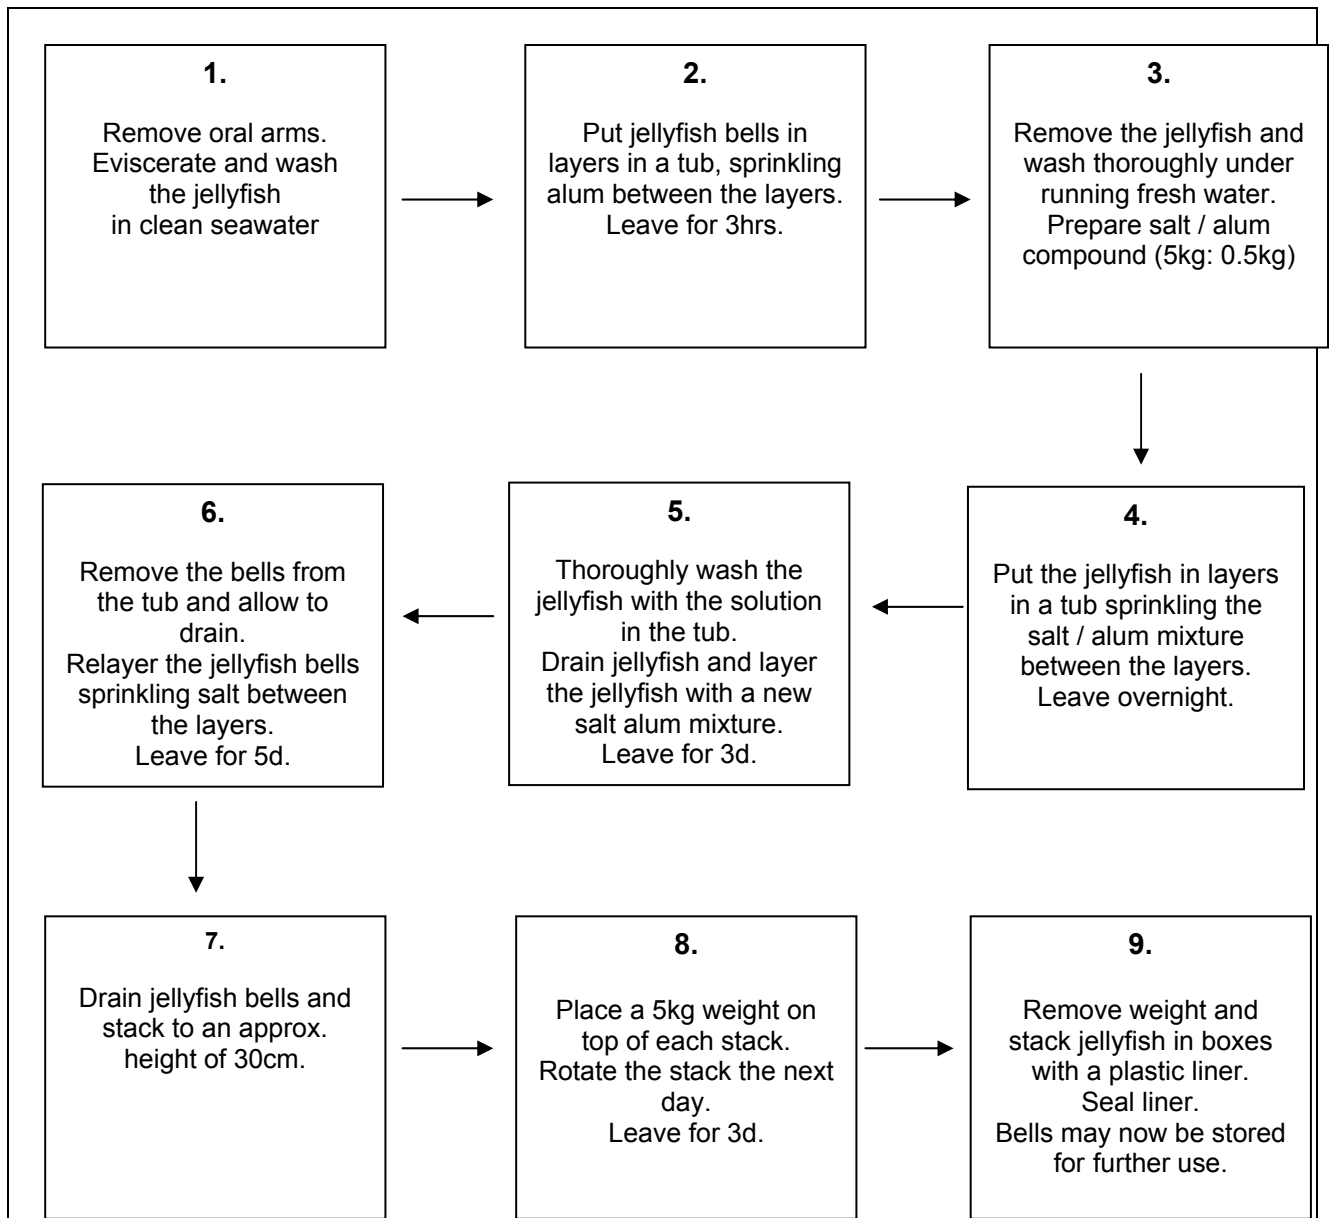 1.
Remove oral arms.
Eviscerate and wash
the jellyfish
in clean seawater
2.
Put jellyfish bells in
layers in a tub, sprinkling
alum between the layers.
Leave for 3hrs.
3.
Remove the jellyfish and
wash thoroughly under
running fresh water.
Prepare salt / alum
compound (5kg: 0.5kg)
4.
Put the jellyfish in layers
in a tub sprinkling the
salt / alum mixture
between the layers.
Leave overnight.
5.
Thoroughly wash the
jellyfish with the solution
in the tub.
Drain jellyfish and layer
the jellyfish with a new
salt alum mixture.
Leave for 3d.
6.
Remove the bells from
the tub and allow to
drain.
Relayer the jellyfish bells
sprinkling salt between
the layers.
Leave for 5d.
7.
Drain jellyfish bells and
stack to an approx.
height of 30cm.
8.
Place a 5kg weight on
top of each stack.
Rotate the stack the next
day.
Leave for 3d.
9.
Remove weight and
stack jellyfish in boxes
with a plastic liner.
Seal liner.
Bells may now be stored
for further use.